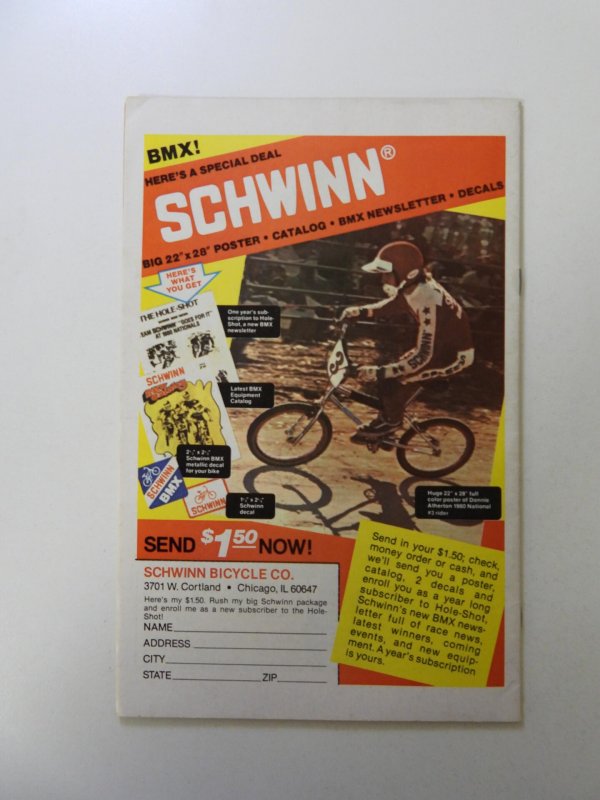 BMX!
HERE'S A SPECIAL DEAL
SCHWINN®
BIG 22" x 28" POSTER • CATALOG • BMX NEWSLETTER • DECALS
HERE'S
WHAT
YOU GET
THE HOLE-SHOT
"GOES FOR IT"
AT MINI NATIONALS
One year's sub-
scription to Hole-
Shot, a new BMX
newsletter
SCHWINN
Latest BMX
Equipment
Catalog
Schwinn BMX
metallic decal
for your bike
SCHWINN
BMX
Schwinn
decal
SCHWINN
SCHWINN
Huge 22" x 28" full
color poster of Donnie
Atherton 1980 National
#3 rider
SEND $1.50 NOW!
SCHWINN BICYCLE CO.
3701 W. Cortland • Chicago, IL 60647
Here's my $1.50. Rush my big Schwinn package
and enroll me as a new subscriber to the Hole-
Shot!
NAME
ADDRESS
CITY
STATE ZIP
Send in your $1.50; check,
money order or cash, and
we'll send you a poster,
catalog, 2 decals and
enroll you as a year long
subscriber to Hole-Shot,
Schwinn's new BMX news-
letter full of race news,
latest winners, coming
events, and new equip-
ment. A year's subscription
is yours.